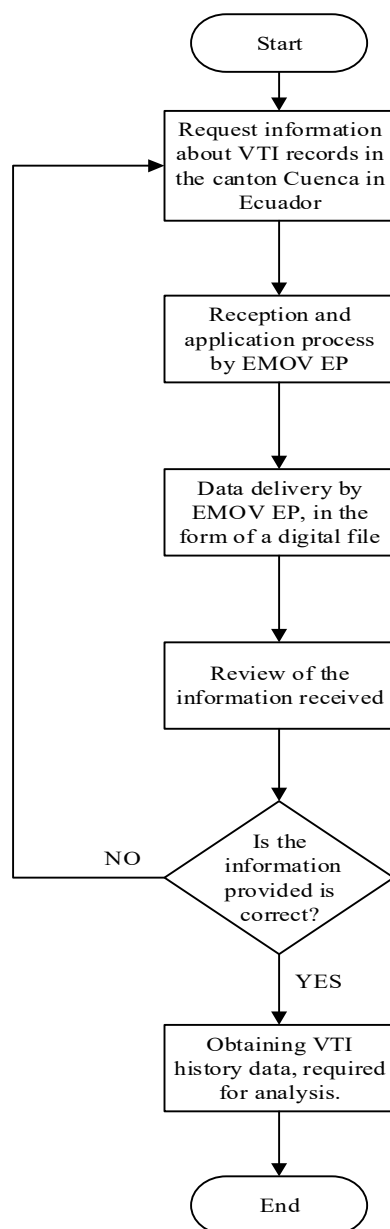 Start
Request information
about VTI records in
the canton Cuenca in
Ecuador
Reception and
application process
by EMOV EP
Data delivery by
EMOV EP, in the
form of a digital file
Review of the
information received
Is the
information
provided is
correct?
NO
YES
Obtaining VTI
history data, required
for analysis.
End